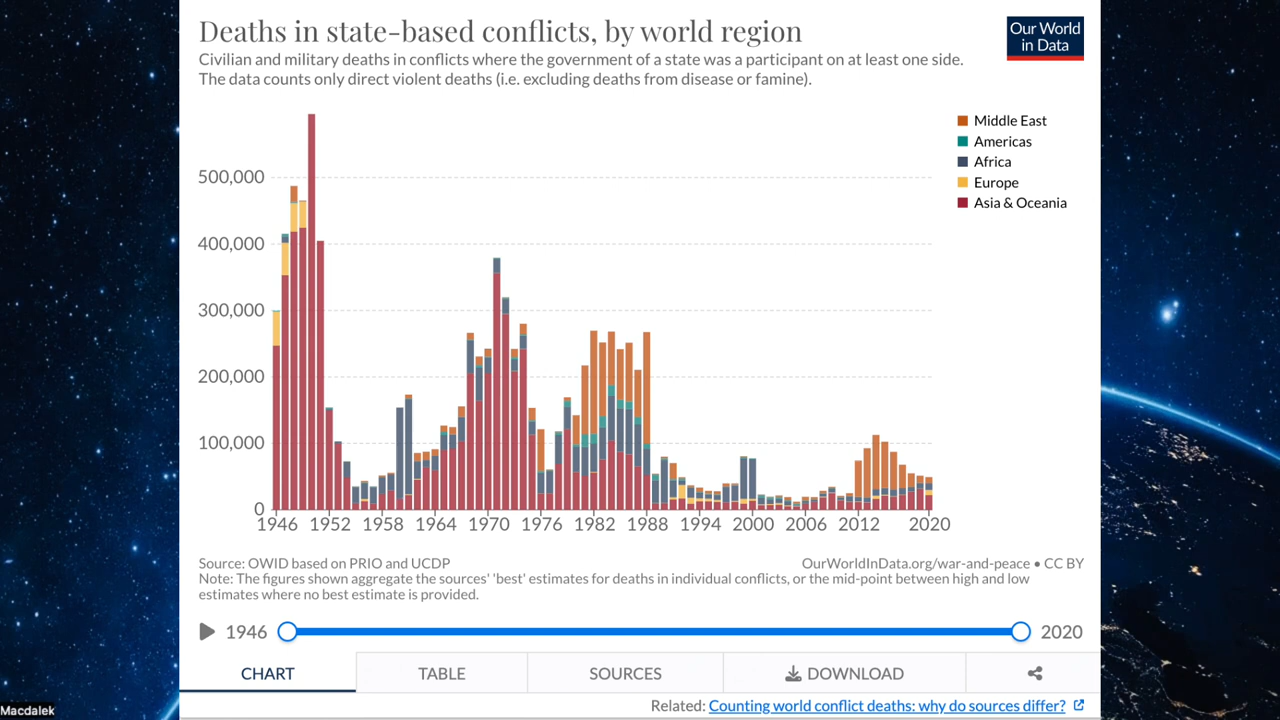 Deaths in state-based conflicts, by world region
Our World
in Data
Civilian and military deaths in conflicts where the government of a state was a participant on at least one side.
The data counts only direct violent deaths (i.e. excluding deaths from disease or famine).
Middle East
Americas
Africa
Europe
Asia & Oceania
500,000
400,000
300,000
200,000
100,000
0
1946 1952 1958 1964 1970 1976 1982 1988 1994 2000 2006 2012 2020
Source: OWID based on PRIO and UCDP
OurWorldInData.org/war-and-peace • CC BY
Note: The figures shown aggregate the sources' 'best' estimates for deaths in individual conflicts, or the mid-point between high and low
estimates where no best estimate is provided.
1946 2020
CHART TABLE SOURCES DOWNLOAD
Related: Counting world conflict deaths: why do sources differ?
Macdalek